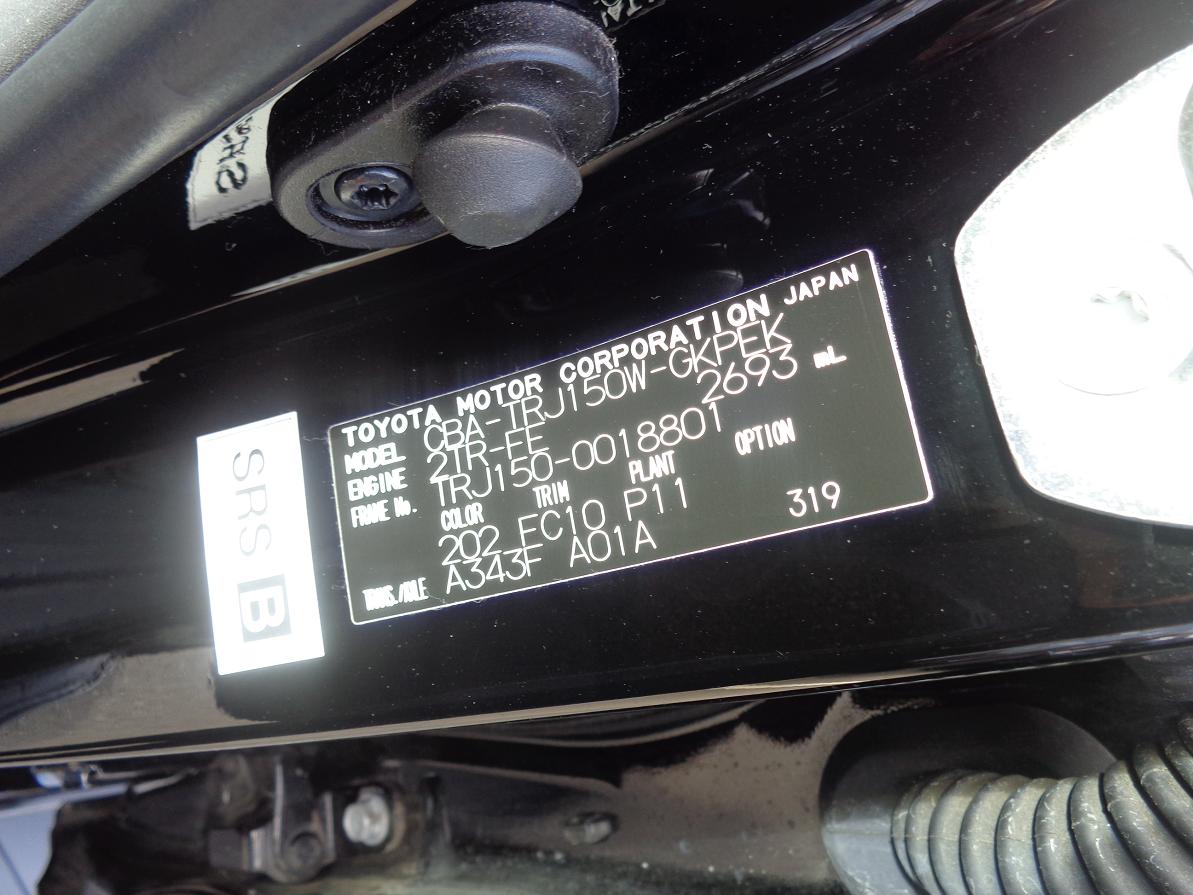 TOYOTA MOTOR CORPORATION JAPAN
MODEL CBA-TRJ150W-GKPEK
ENGINE 2TR-FE 2693 mL
FRAME No. TRJ150-0018801
COLOR TRIM PLANT OPTION
202 FC10 P11
TRANS./AXLE A343F A01A 319
SRS B